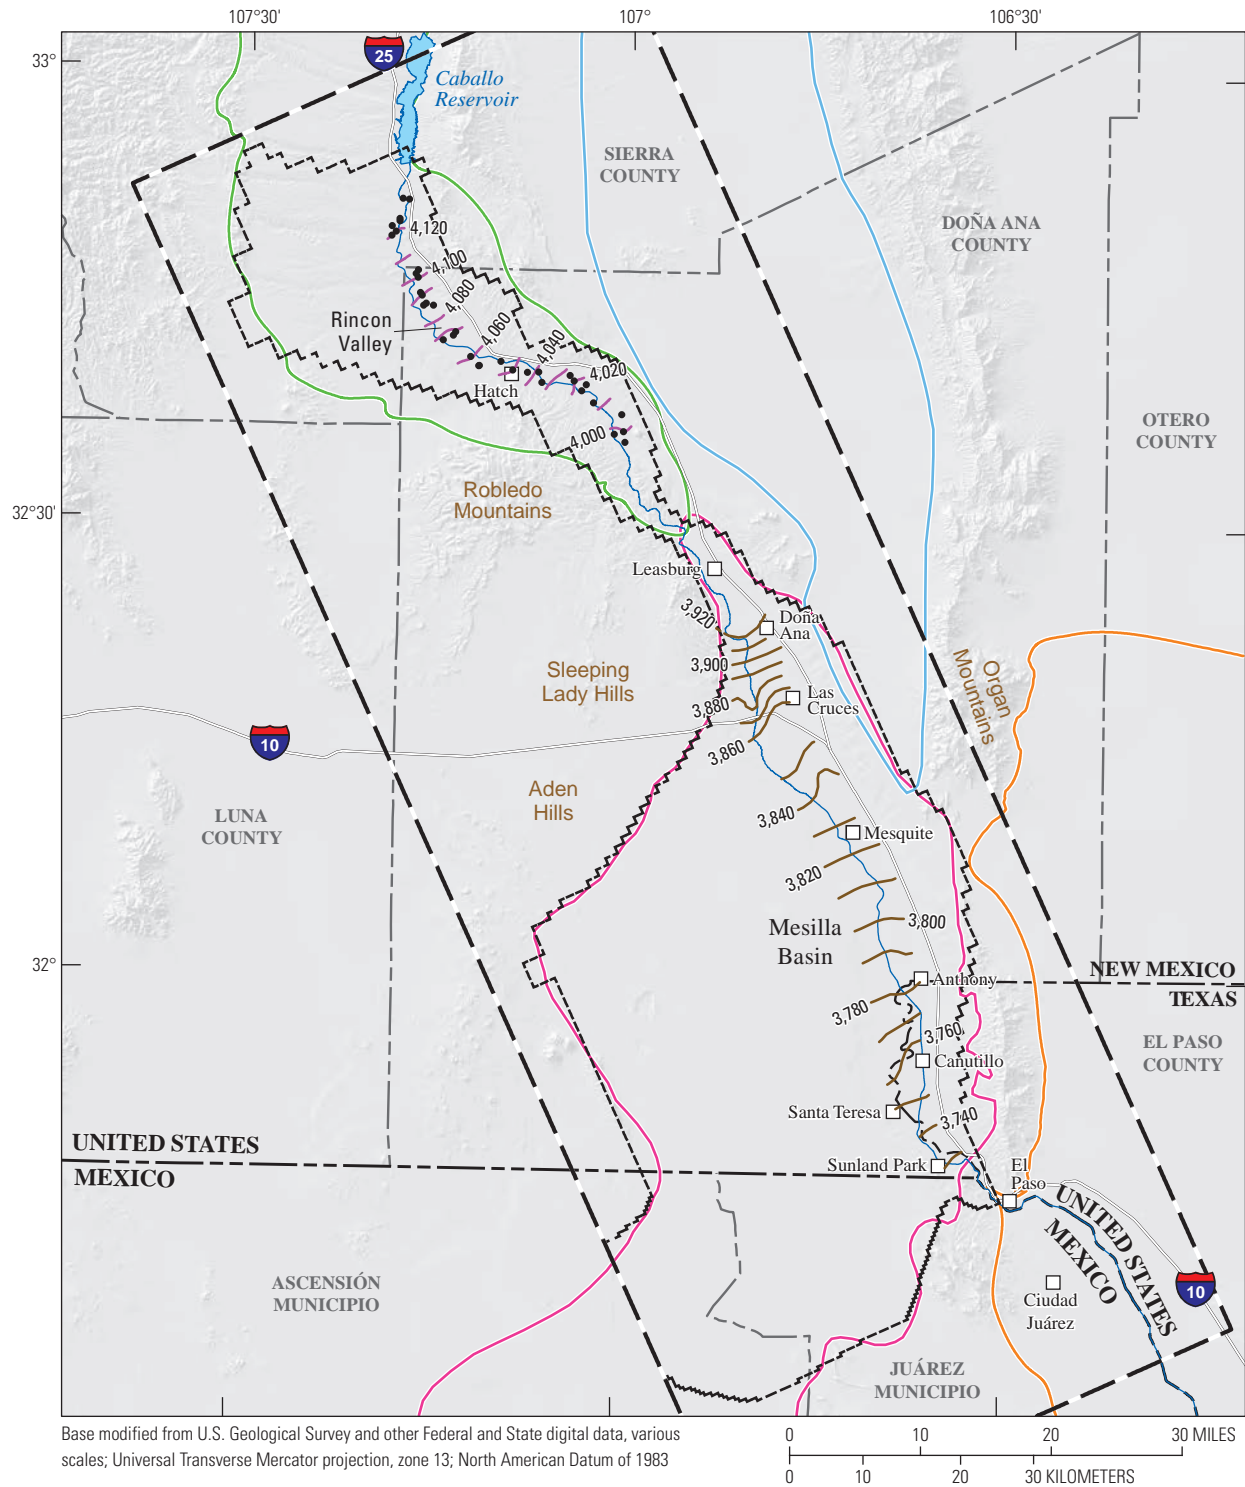 107°30'
107°
106°30'
33°
25
Caballo
Reservoir
SIERRA
COUNTY
DOÑA ANA
COUNTY
4,120
4,100
4,080
Rincon
Valley
4,060
4,040
4,020
Hatch
4,000
OTERO
COUNTY
Robledo
Mountains
32°30'
Leasburg
3,920
Doña
Ana
3,900
Sleeping
Lady Hills
Organ
Mountains
3,880
Las
Cruces
3,860
10
Aden
Hills
LUNA
COUNTY
3,840
Mesquite
3,820
3,800
Mesilla
Basin
32°
NEW MEXICO
TEXAS
Anthony
3,780
3,760
EL PASO
COUNTY
Canutillo
Santa Teresa
3,740
UNITED STATES
MEXICO
Sunland Park
El
Paso
UNITED STATES
MEXICO
ASCENSIÓN
MUNICIPIO
10
Ciudad
Juárez
JUÁREZ
MUNICIPIO
Base modified from U.S. Geological Survey and other Federal and State digital data, various
scales; Universal Transverse Mercator projection, zone 13; North American Datum of 1983
0 10 20 30 MILES
0 10 20 30 KILOMETERS